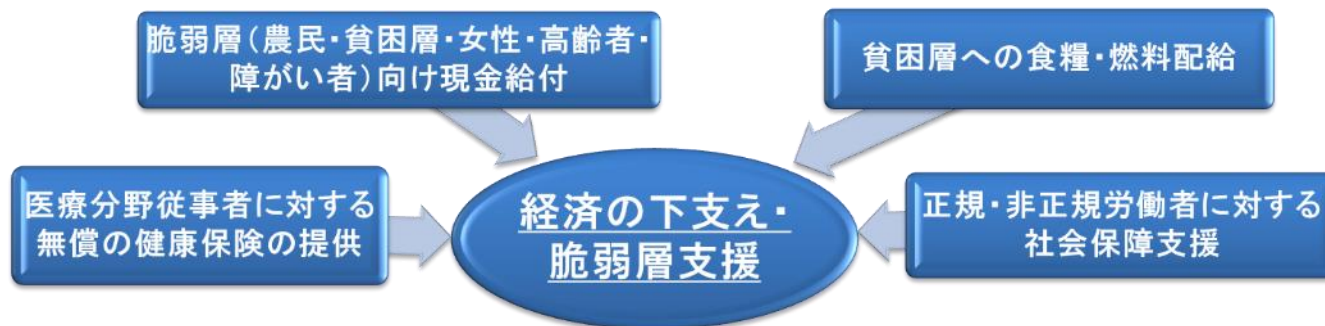 脆弱層(農民・貧困層・女性・高齢者・
障がい者)向け現金給付
貧困層への食糧・燃料配給
医療分野従事者に対する
無償の健康保険の提供
経済の下支え・
脆弱層支援
正規・非正規労働者に対する
社会保障支援